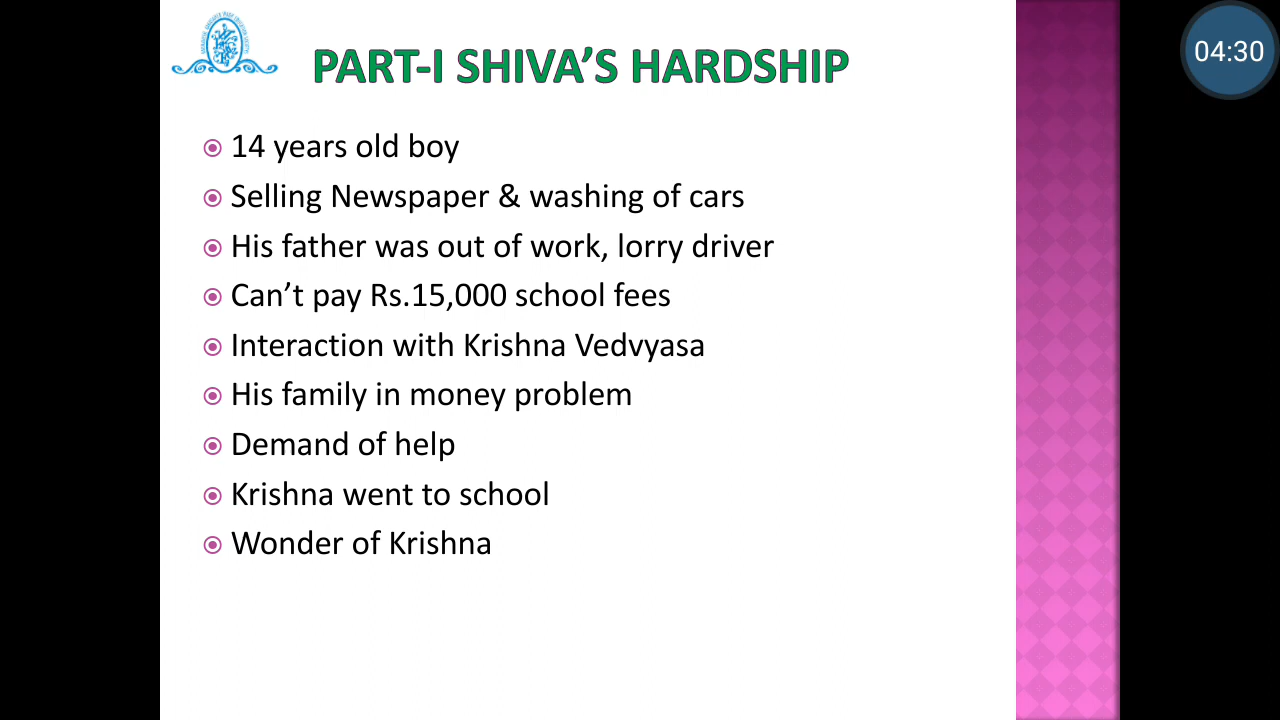 PART-I SHIVA'S HARDSHIP
14 years old boy
Selling Newspaper & washing of cars
His father was out of work, lorry driver
Can't pay Rs.15,000 school fees
Interaction with Krishna Vedvyasa
His family in money problem
Demand of help
Krishna went to school
Wonder of Krishna
04:30